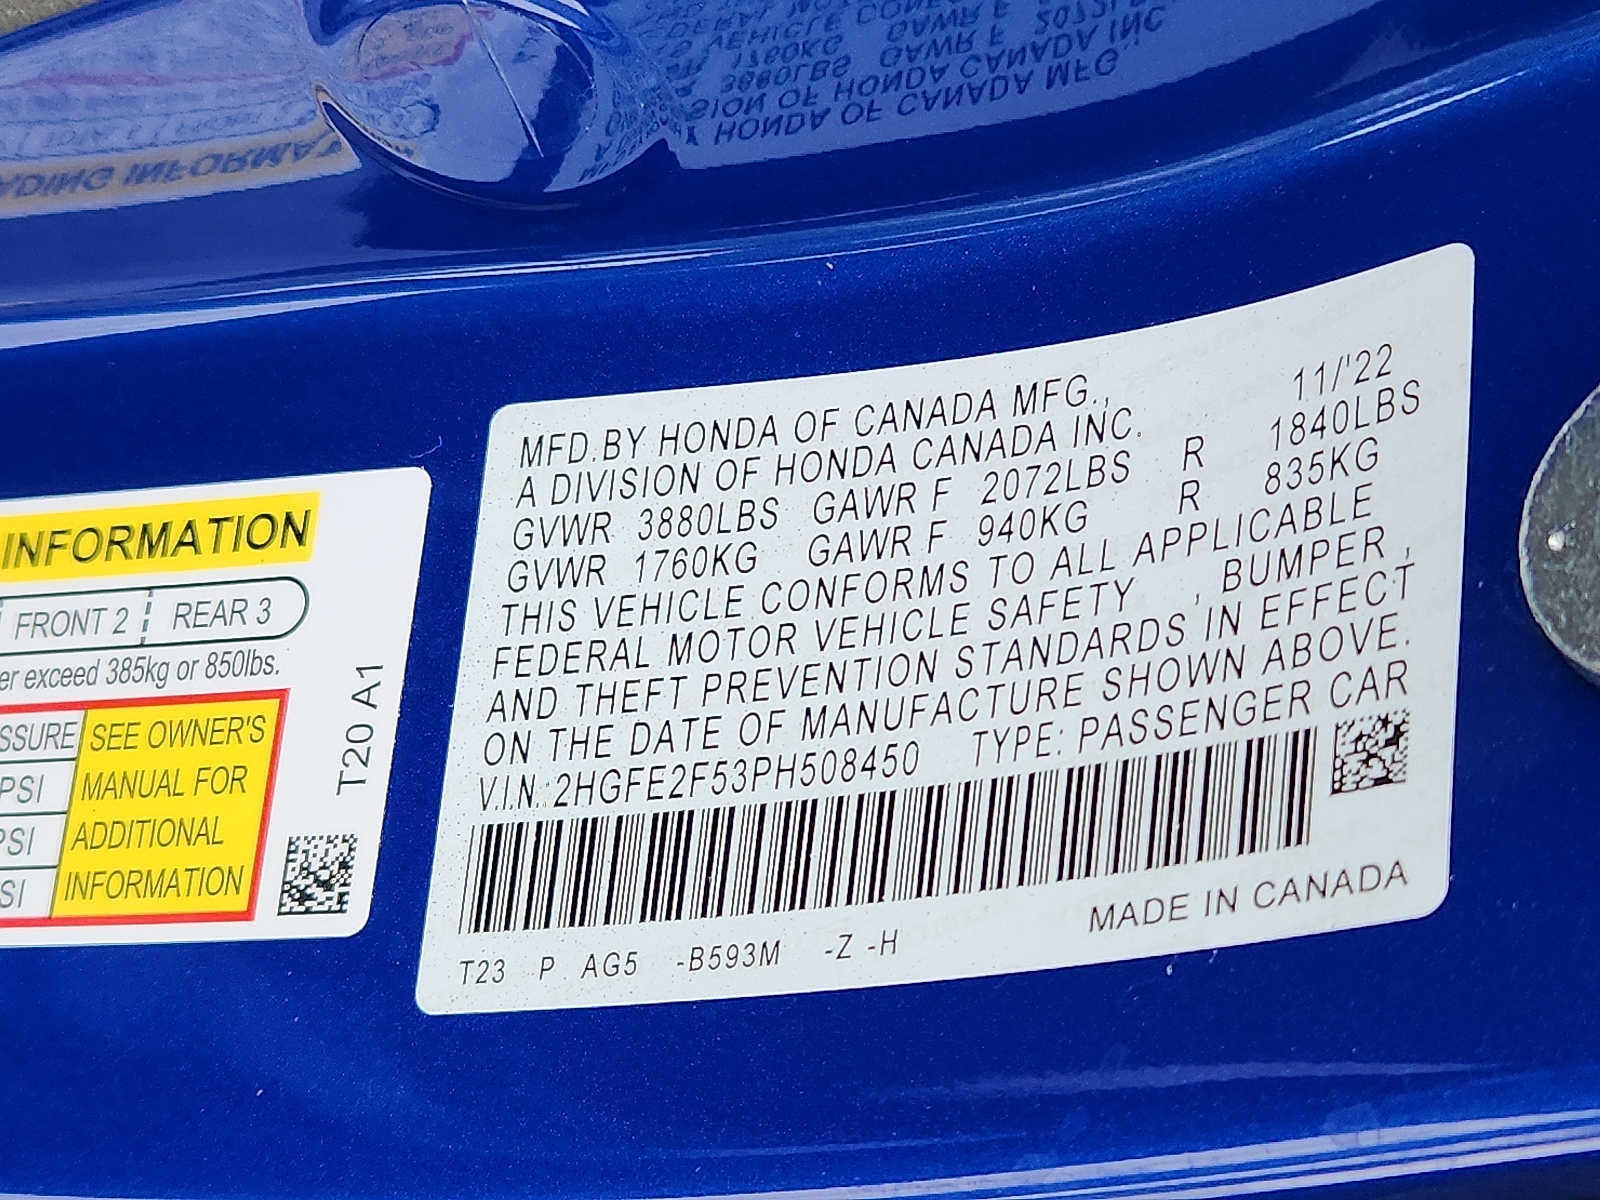 INFORMATION
FRONT 2 REAR 3
exceed 385kg or 850lbs.
SEE OWNER'S
PSI MANUAL FOR
PSI ADDITIONAL
INFORMATION
T20 A1
MFD.BY HONDA OF CANADA MFG., 11/'22
A DIVISION OF HONDA CANADA INC.
GVWR 3880LBS GAWR F 2072LBS R 1840LBS
GVWR 1760KG GAWR F 940KG R 835KG
THIS VEHICLE CONFORMS TO ALL APPLICABLE
FEDERAL MOTOR VEHICLE SAFETY , BUMPER ,
AND THEFT PREVENTION STANDARDS IN EFFECT
ON THE DATE OF MANUFACTURE SHOWN ABOVE.
V.I.N.:2HGFE2F53PH508450 TYPE: PASSENGER CAR
MADE IN CANADA
T23 P AG5 -B593M -Z -H